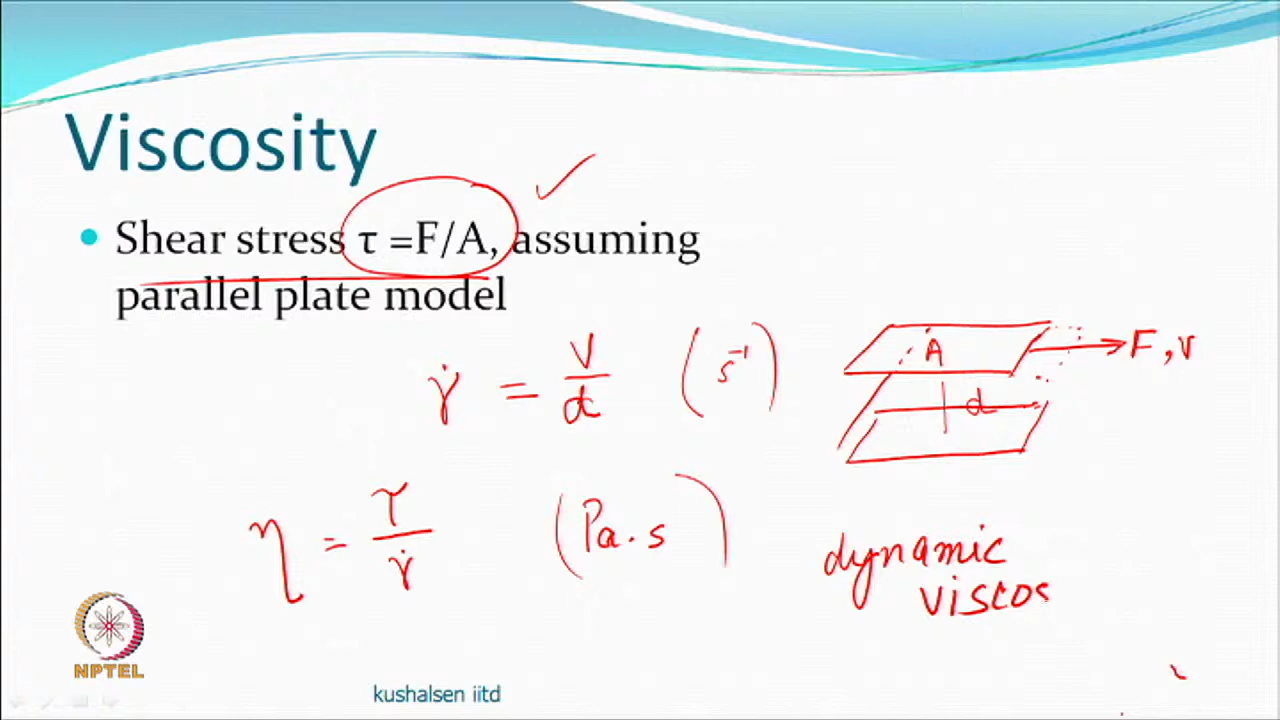 Viscosity
• Shear stress τ =F/A, assuming
parallel plate model
γ̇ = v/d (s⁻¹)
A
F, v
d
η = τ/γ̇ (Pa.s)
dynamic
viscos
NPTEL
kushalsen iitd